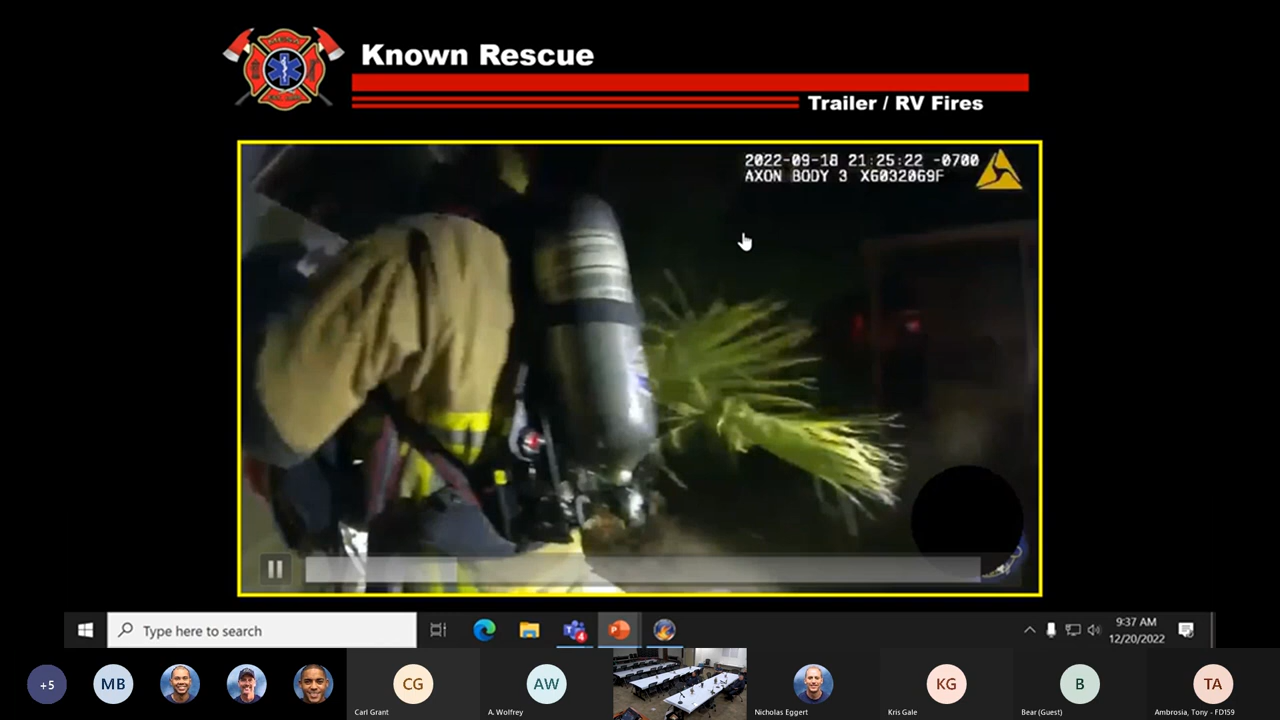 Known Rescue
Trailer / RV Fires
2022-09-18 21:25:22 -0700
AXON BODY 3 X6032069F
Type here to search
4
9:37 AM
12/20/2022
+5
MB
CG
AW
KG
B
TA
Carl Grant
A. Wolfrey
Nicholas Eggert
Kris Gale
Bear (Guest)
Ambrosia, Tony - FD159